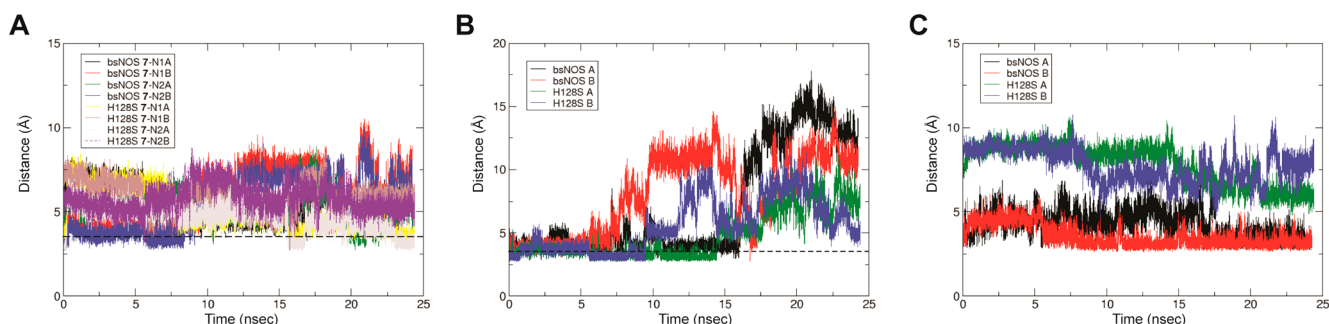 A
15
10
5
0
Distance (Å)
bsNOS 7-N1A
bsNOS 7-N1B
bsNOS 7-N2A
bsNOS 7-N2B
H128S 7-N1A
H128S 7-N1B
H128S 7-N2A
H128S 7-N2B
0 5 10 15 20 25
Time (nsec)
B
20
15
10
5
0
Distance (Å)
bsNOS A
bsNOS B
H128S A
H128S B
0 5 10 15 20 25
Time (nsec)
C
15
10
5
0
Distance (Å)
bsNOS A
bsNOS B
H128S A
H128S B
0 5 10 15 20 25
Time (nsec)